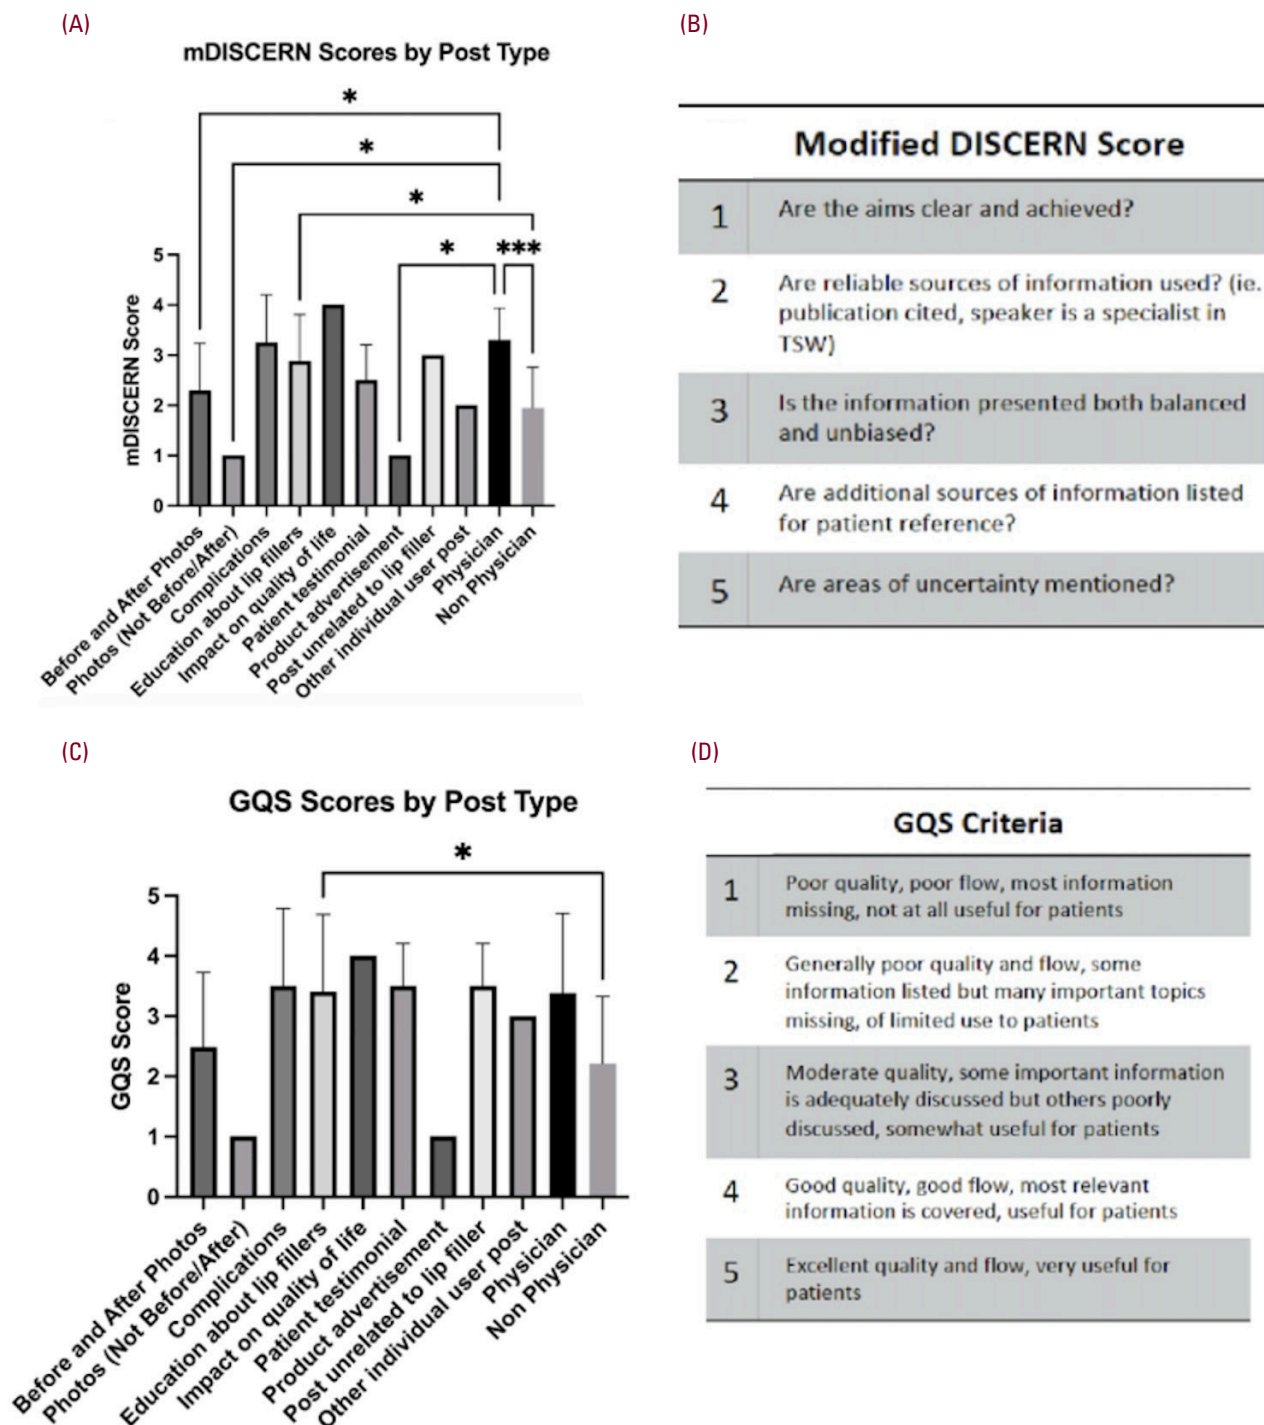 (A)
mDISCERN Scores by Post Type
*
*
*
*
***
mDISCERN Score
5
4
3
2
1
0
Before and After Photos
Photos (Not Before/After)
Complications
Education about lip fillers
Impact on quality of life
Patient testimonial
Product advertisement
Post unrelated to lip filler
Other individual user post
Physician
Non Physician
(B)
Modified DISCERN Score
1
Are the aims clear and achieved?
2
Are reliable sources of information used? (ie.
publication cited, speaker is a specialist in
TSW)
3
Is the information presented both balanced
and unbiased?
4
Are additional sources of information listed
for patient reference?
5
Are areas of uncertainty mentioned?
(C)
GQS Scores by Post Type
*
GQS Score
5
4
3
2
1
0
Before and After Photos
Photos (Not Before/After)
Complications
Education about lip fillers
Impact on quality of life
Patient testimonial
Product advertisement
Post unrelated to lip filler
Other individual user post
Physician
Non Physician
(D)
GQS Criteria
1
Poor quality, poor flow, most information
missing, not at all useful for patients
2
Generally poor quality and flow, some
information listed but many important topics
missing, of limited use to patients
3
Moderate quality, some important information
is adequately discussed but others poorly
discussed, somewhat useful for patients
4
Good quality, good flow, most relevant
information is covered, useful for patients
5
Excellent quality and flow, very useful for
patients